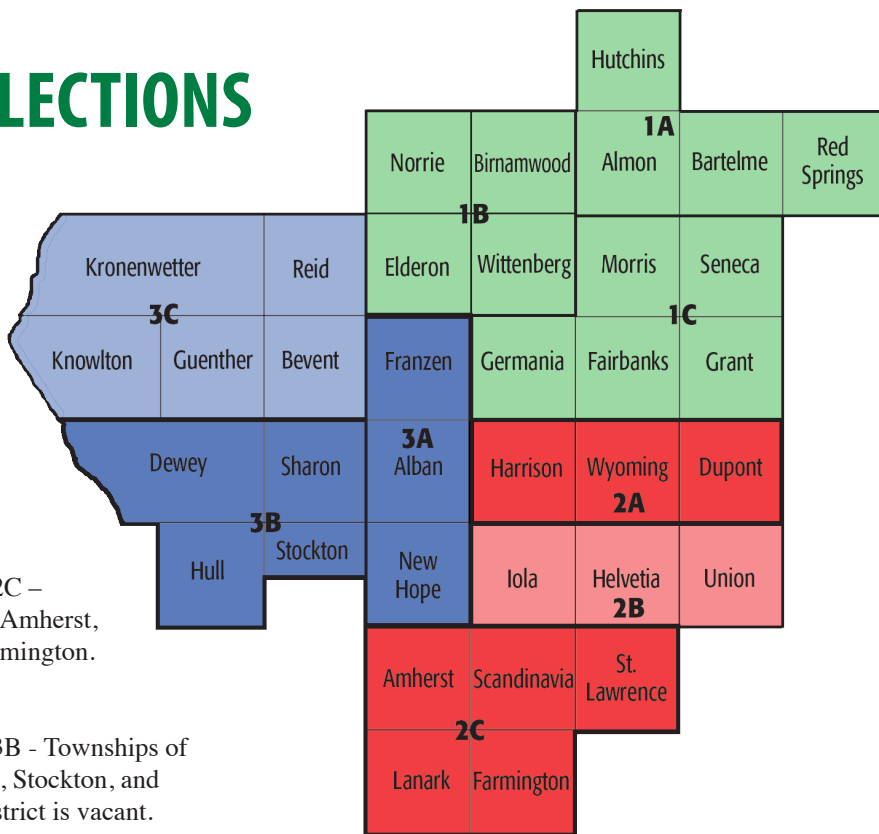 LECTIONS
Hutchins
1A
Norrie
Birnamwood
Almon
Bartelme
Red
Springs
1B
Kronenwetter
Reid
Elderon
Wittenberg
Morris
Seneca
3C
1C
Knowlton
Guenther
Bevent
Franzen
Germania
Fairbanks
Grant
3A
Dewey
Sharon
Alban
Harrison
Wyoming
Dupont
2A
3B
Hull
Stockton
New
Hope
Iola
Helvetia
Union
2B
2C –
Amherst,
mington.
Amherst
Scandinavia
St.
Lawrence
2C
3B - Townships of
, Stockton, and
strict is vacant.
Lanark
Farmington